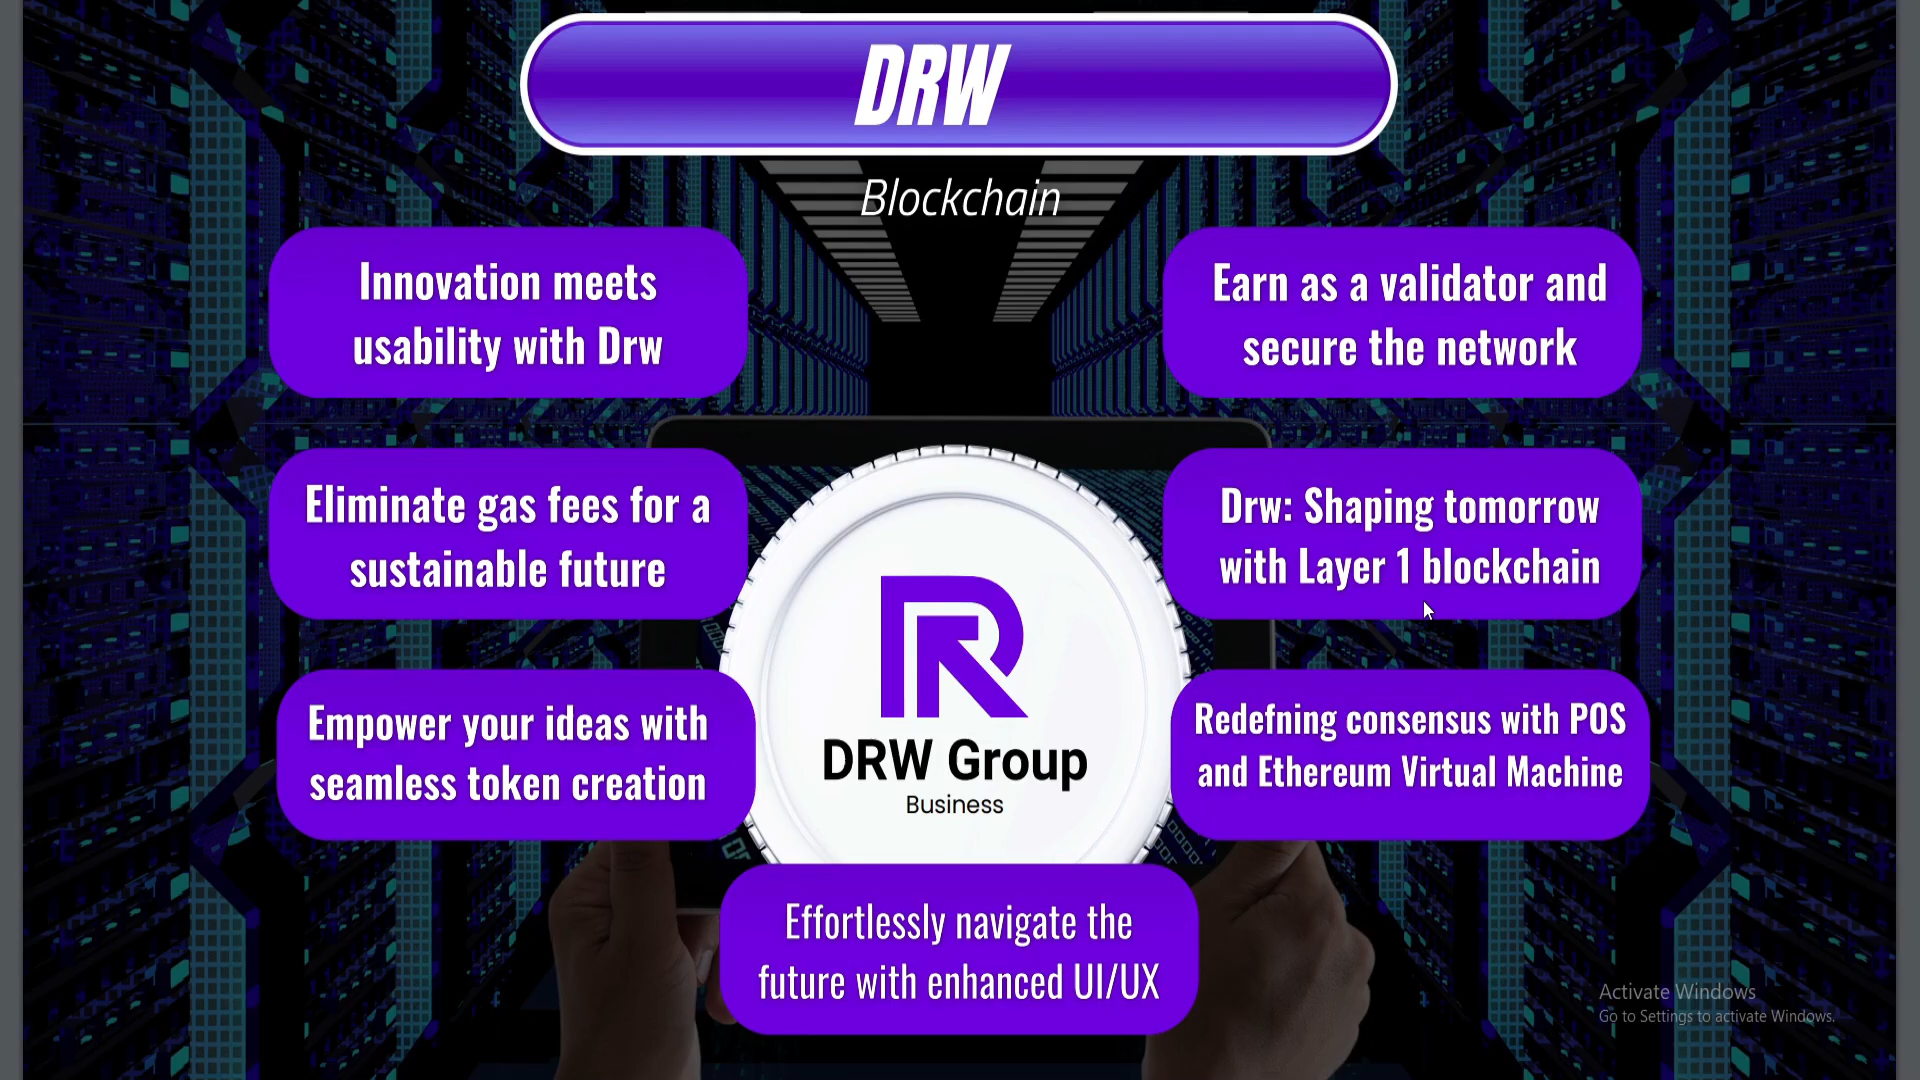 DRW
Blockchain
Innovation meets
usability with Drw
Earn as a validator and
secure the network
Eliminate gas fees for a
sustainable future
Drw: Shaping tomorrow
with Layer 1 blockchain
Empower your ideas with
seamless token creation
DRW Group
Business
Redefning consensus with POS
and Ethereum Virtual Machine
Effortlessly navigate the
future with enhanced UI/UX
Activate Windows
Go to Settings to activate Windows.